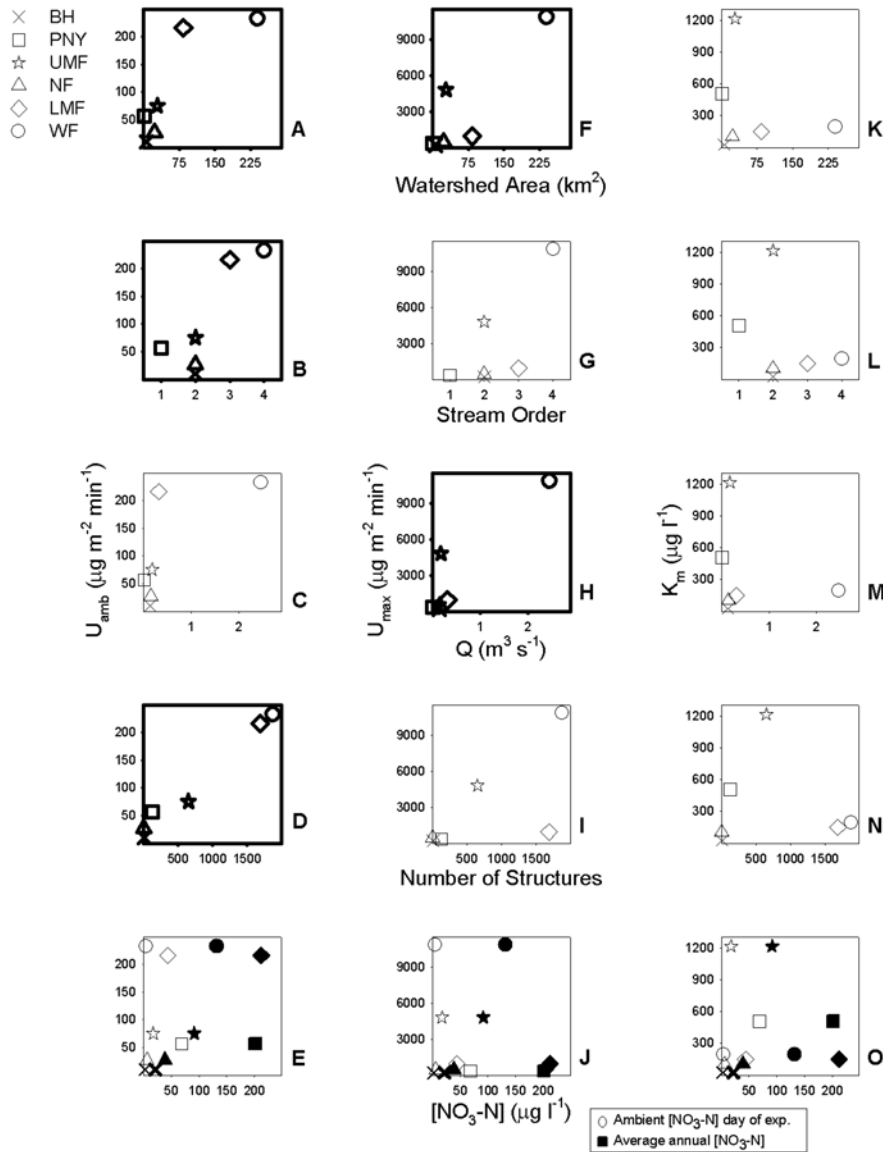 BH
PNY
UMF
NF
LMF
WF
250
200
150
100
50
75 150 225
A
9000
6000
3000
75 150 225
F
Watershed Area (km²)
1200
900
600
300
75 150 225
K
200
150
100
50
1 2 3 4
B
9000
6000
3000
1 2 3 4
G
Stream Order
1200
900
600
300
1 2 3 4
L
U_amb (μg m⁻² min⁻¹)
200
150
100
50
1 2
C
U_max (μg m⁻² min⁻¹)
9000
6000
3000
1 2
H
Q (m³ s⁻¹)
K_m (μg l⁻¹)
1200
900
600
300
1 2
M
200
150
100
50
500 1000 1500
D
9000
6000
3000
500 1000 1500
I
Number of Structures
1200
900
600
300
500 1000 1500
N
200
150
100
50
50 100 150 200
E
9000
6000
3000
50 100 150 200
J
[NO₃-N] (μg l⁻¹)
1200
900
600
300
50 100 150 200
O
Ambient [NO₃-N] day of exp.
Average annual [NO₃-N]